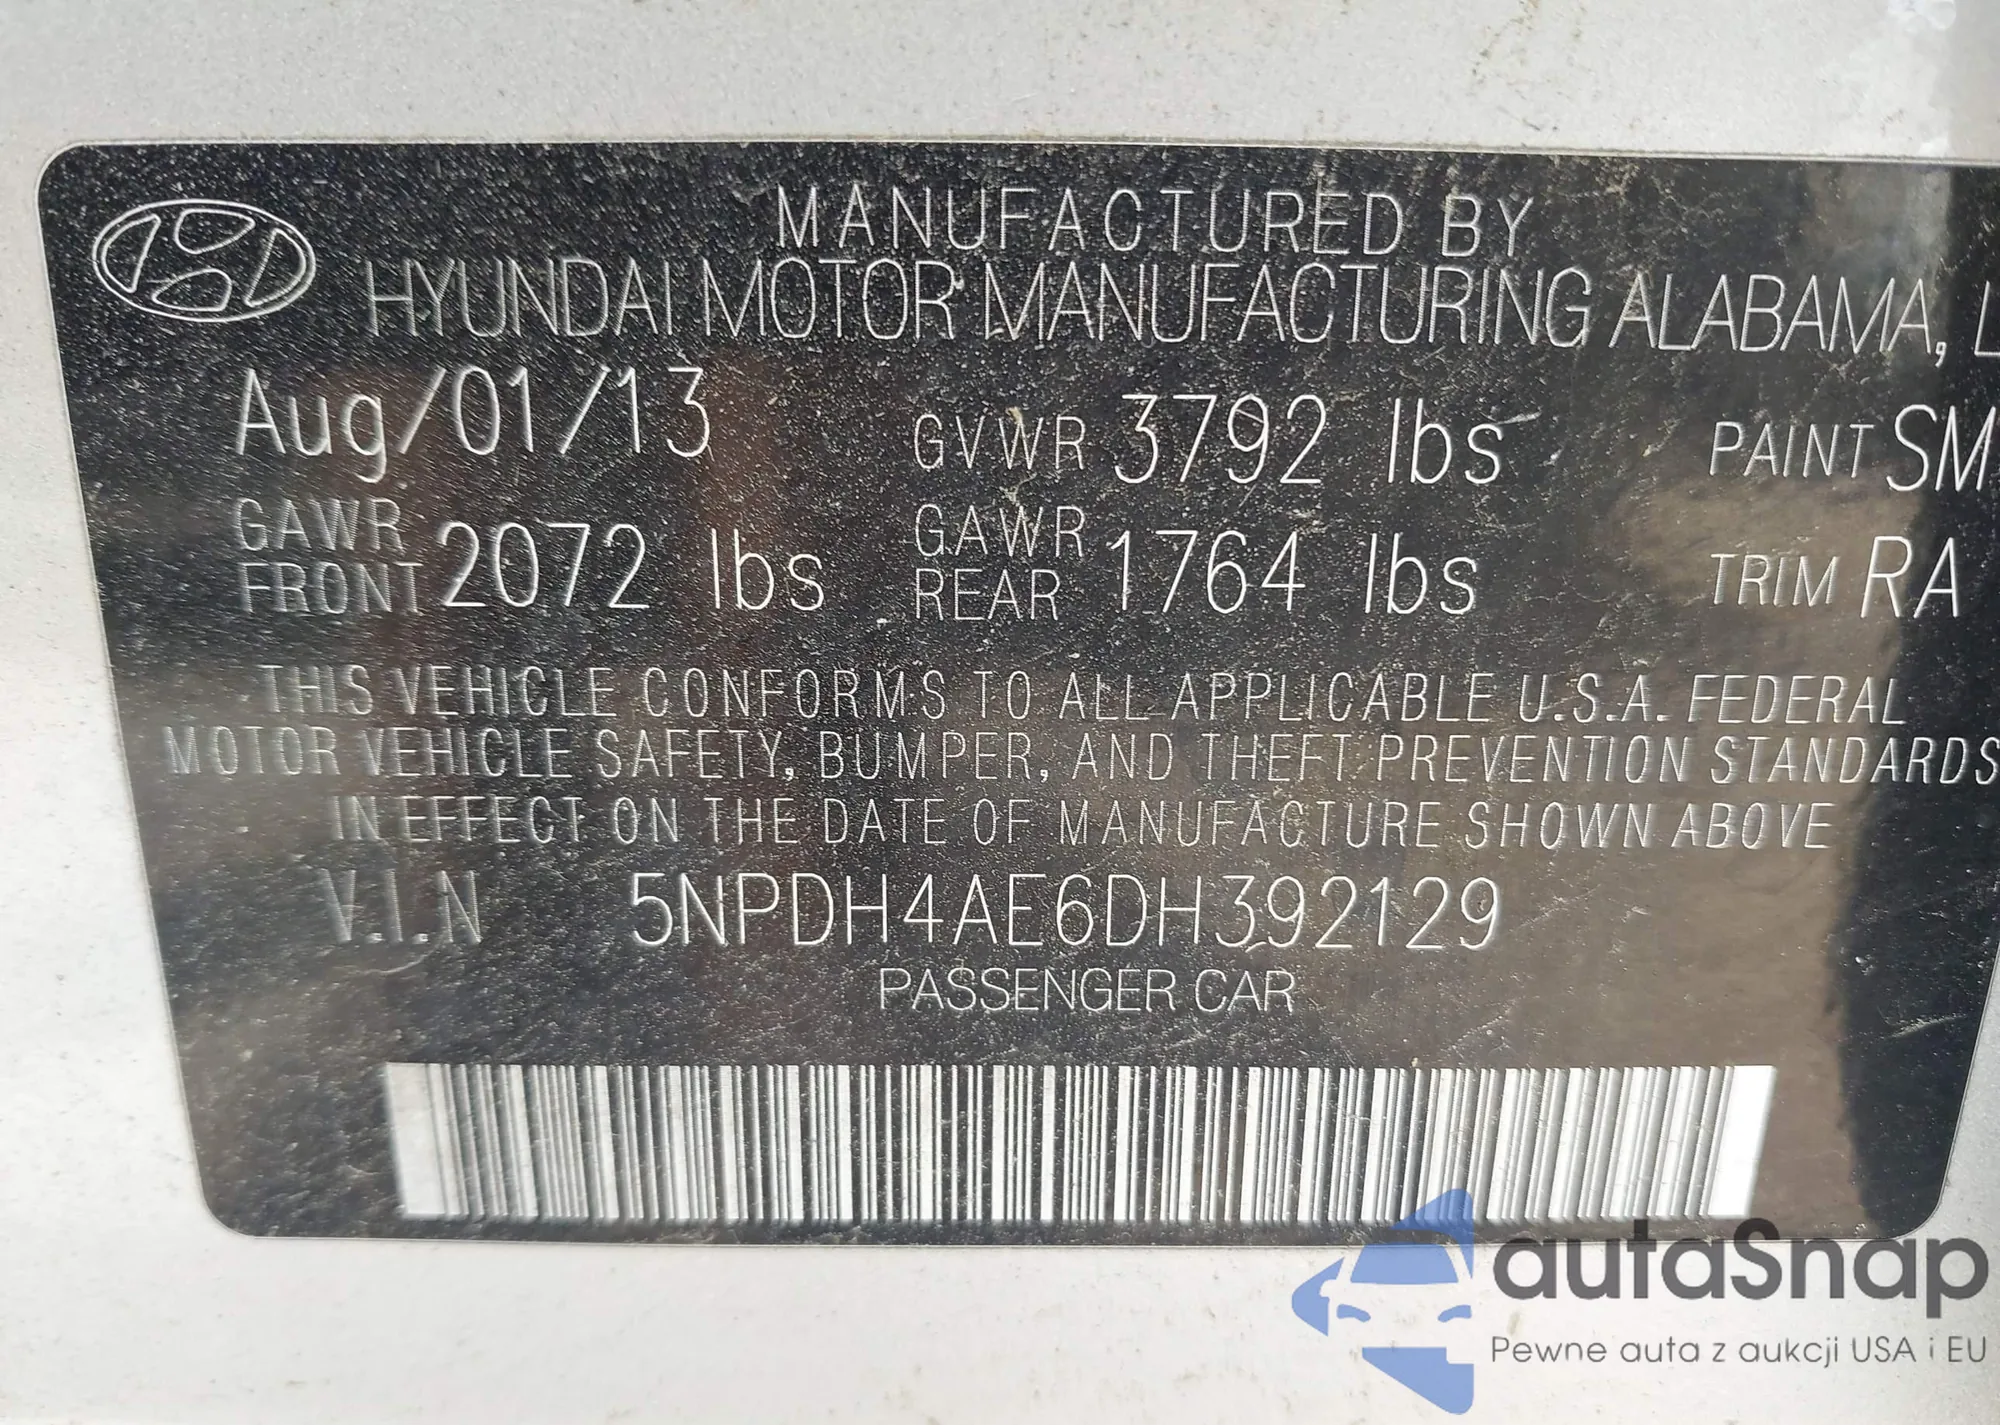 MANUFACTURED BY
HYUNDAI MOTOR MANUFACTURING ALABAMA, L
Aug/01/13 GVWR 3792 lbs PAINT SM
GAWR FRONT 2072 lbs GAWR REAR 1764 lbs TRIM RA
THIS VEHICLE CONFORMS TO ALL APPLICABLE U.S.A. FEDERAL
MOTOR VEHICLE SAFETY, BUMPER, AND THEFT PREVENTION STANDARDS
IN EFFECT ON THE DATE OF MANUFACTURE SHOWN ABOVE
V.I.N 5NPDH4AE6DH392129
PASSENGER CAR
autaSnap
Pewne auta z aukcji USA i EU